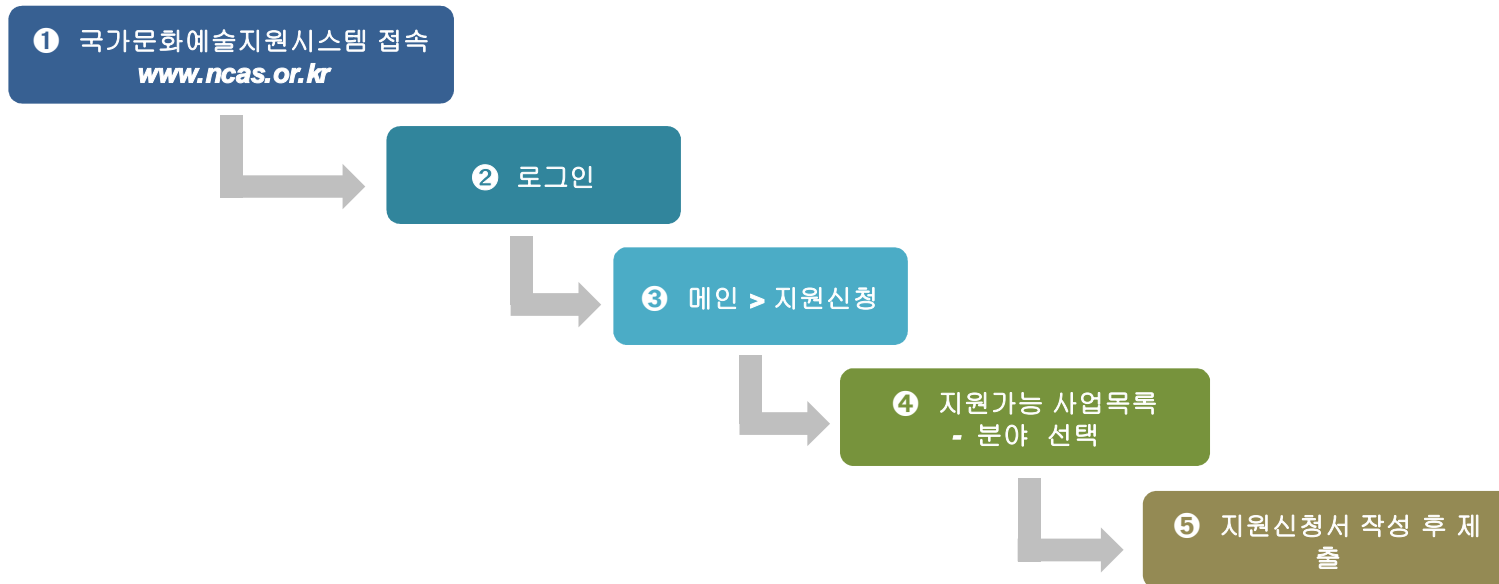 ❶ 국가문화예술지원시스템 접속
www.ncas.or.kr
❷ 로그인
❸ 메인 > 지원신청
❹ 지원가능 사업목록
- 분야 선택
❺ 지원신청서 작성 후 제
출